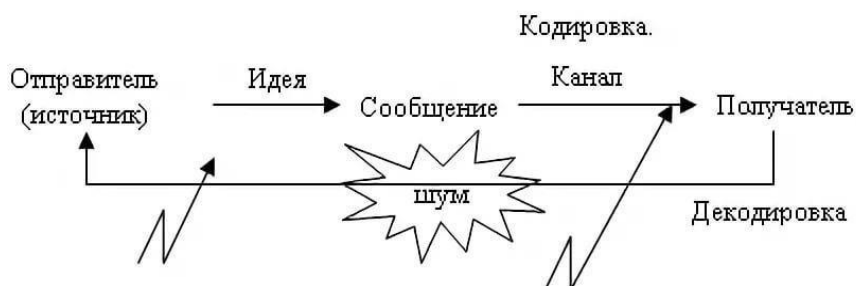 Кодировка.
Отправитель
(источник)
Идея
Сообщение
Канал
Получатель
шум
Декодировка